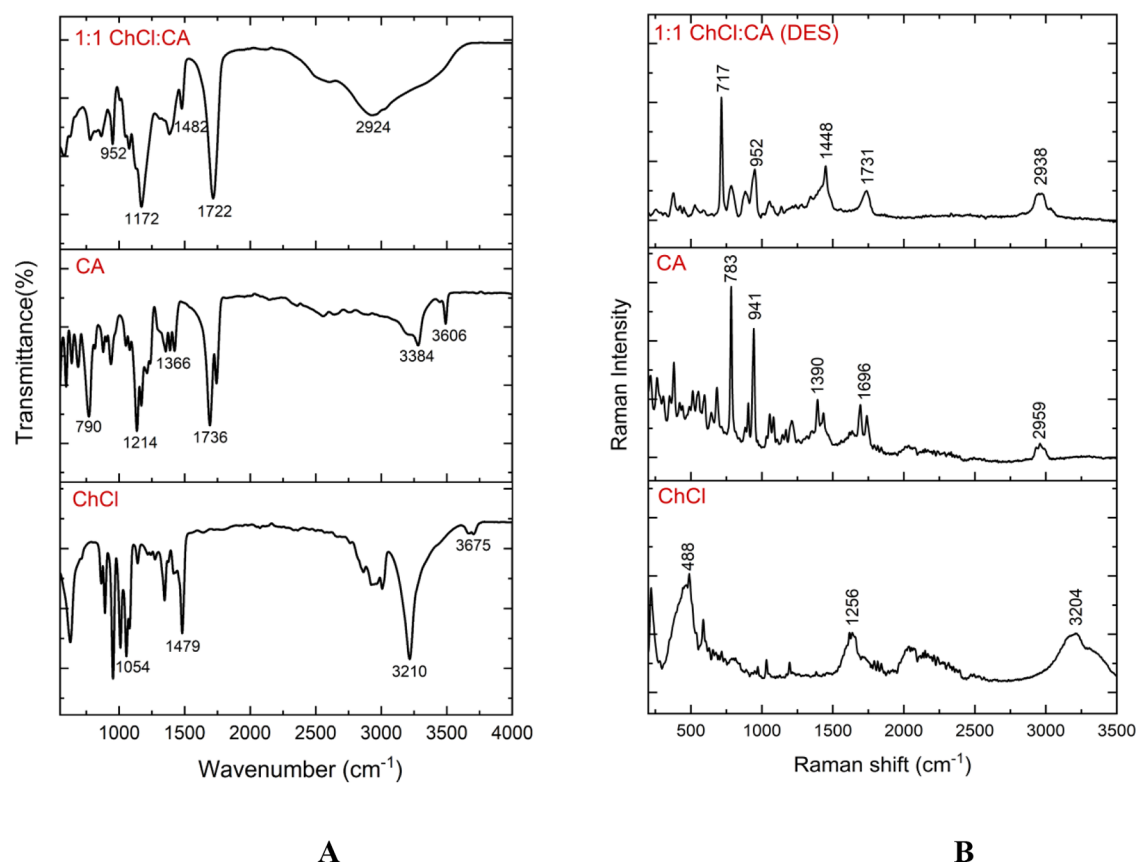 1:1 ChCl:CA
952
1172
1482
1722
2924
CA
790
1214
1366
1736
3384
3606
ChCl
1054
1479
3210
3675
Transmittance(%)
1000 1500 2000 2500 3000 3500 4000
Wavenumber (cm⁻¹)
A
1:1 ChCl:CA (DES)
717
952
1448
1731
2938
CA
783
941
1390
1696
2959
ChCl
488
1256
3204
Raman Intensity
500 1000 1500 2000 2500 3000 3500
Raman shift (cm⁻¹)
B